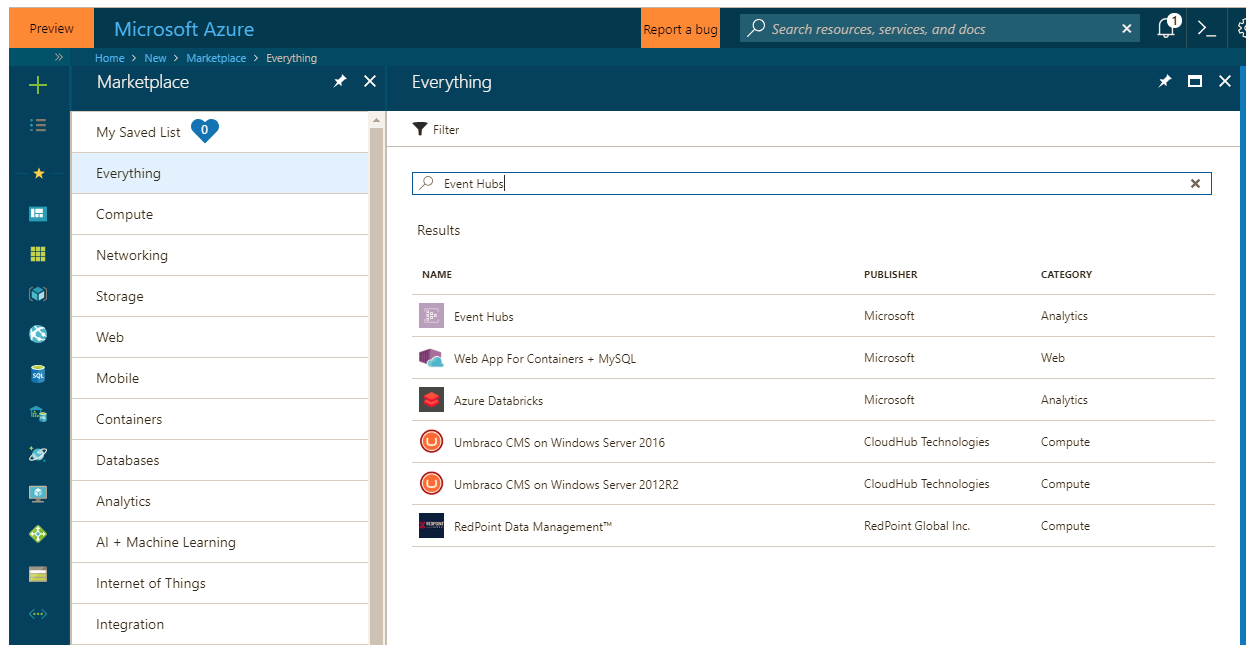 Preview
Microsoft Azure
Report a bug
Search resources, services, and docs
1
Home > New > Marketplace > Everything
Marketplace
My Saved List 0
Everything
Compute
Networking
Storage
Web
Mobile
Containers
Databases
Analytics
AI + Machine Learning
Internet of Things
Integration
Everything
Filter
Event Hubs
Results
NAME PUBLISHER CATEGORY
Event Hubs Microsoft Analytics
Web App For Containers + MySQL Microsoft Web
Azure Databricks Microsoft Analytics
Umbraco CMS on Windows Server 2016 CloudHub Technologies Compute
Umbraco CMS on Windows Server 2012R2 CloudHub Technologies Compute
RedPoint Data Management™ RedPoint Global Inc. Compute
SQL